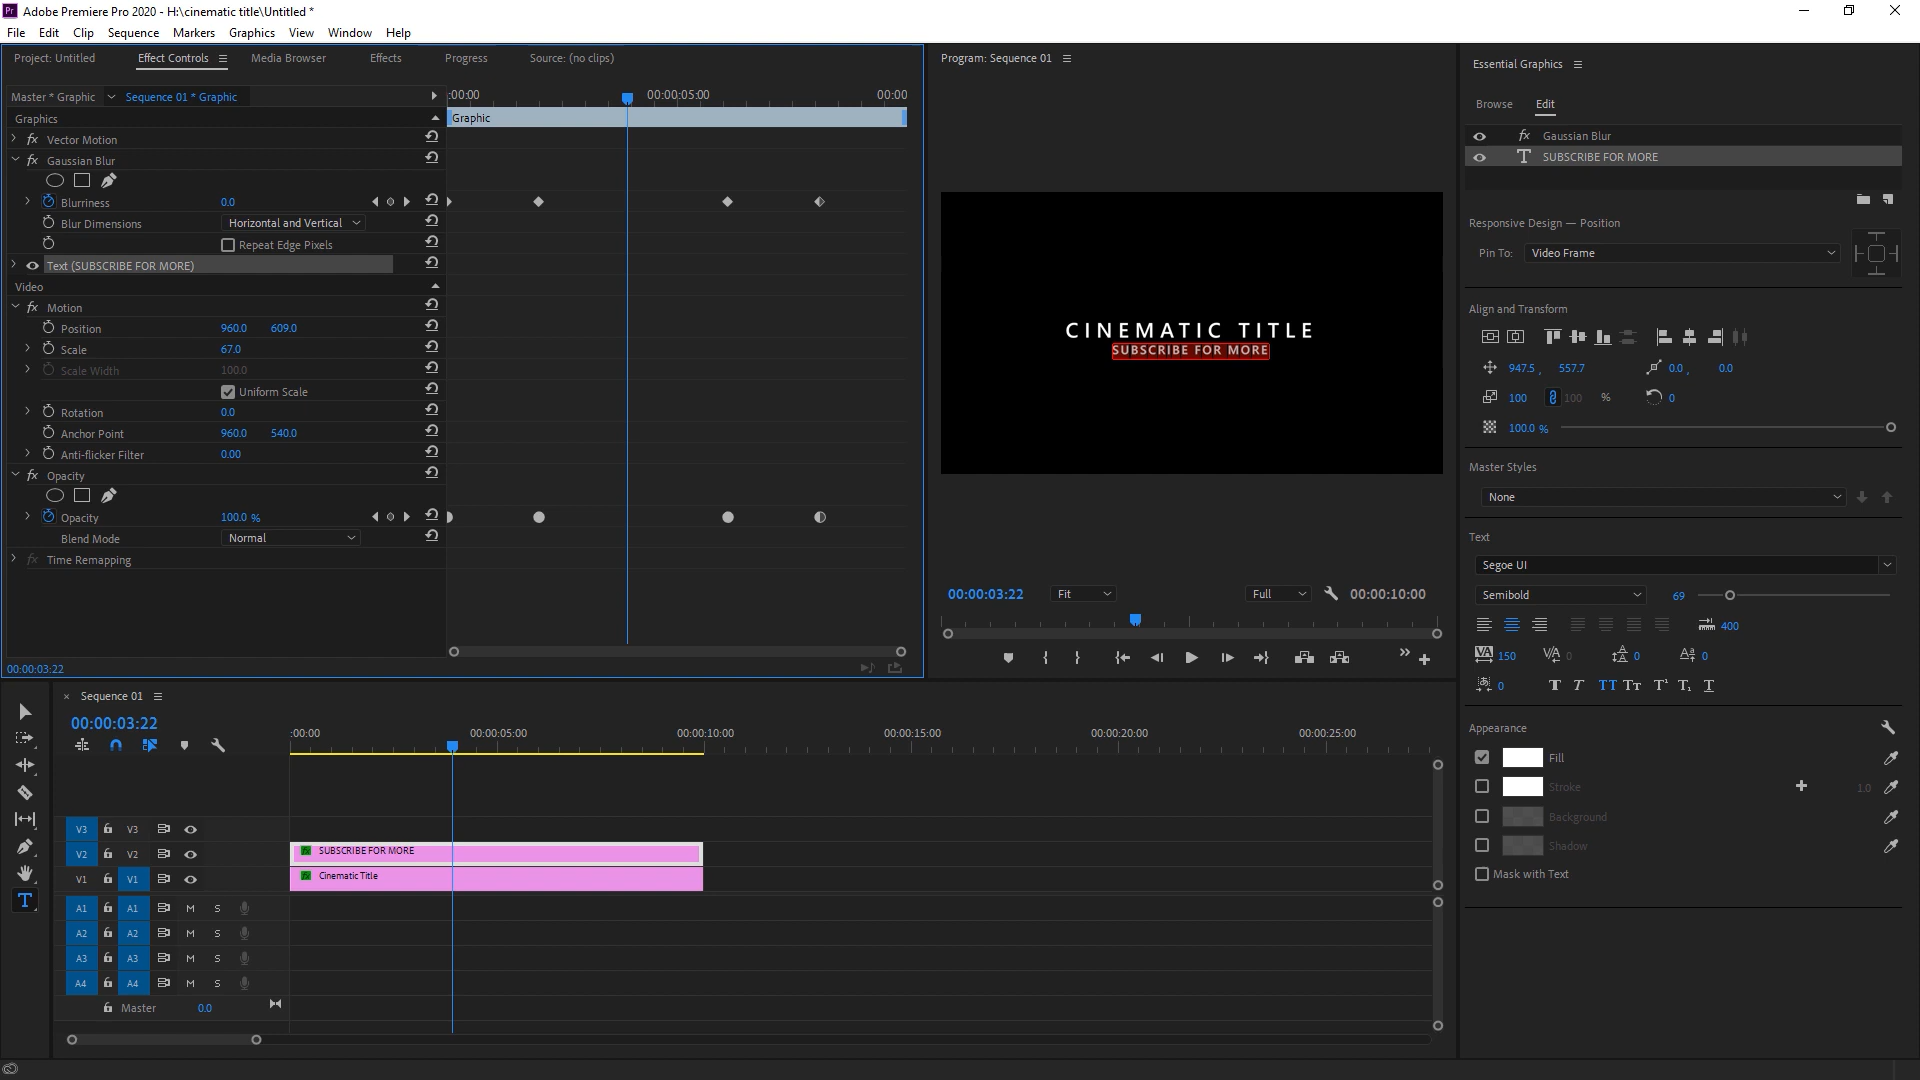 Adobe Premiere Pro 2020 - H:\cinematic title\Untitled *
File Edit Clip Sequence Markers Graphics View Window Help
Project: Untitled Effect Controls Media Browser Effects Progress Source: (no clips)
Master * Graphic Sequence 01 * Graphic
:00:00 00:00:05:00 00:00
Graphics
Graphic
Vector Motion
Gaussian Blur
Blurriness 0.0
Blur Dimensions Horizontal and Vertical
Repeat Edge Pixels
Text (SUBSCRIBE FOR MORE)
Video
Motion
Position 960.0 609.0
Scale 67.0
Scale Width 100.0
Uniform Scale
Rotation 0.0
Anchor Point 960.0 540.0
Anti-flicker Filter 0.00
Opacity
Opacity 100.0 %
Blend Mode Normal
Time Remapping
00:00:03:22
Program: Sequence 01
CINEMATIC TITLE
SUBSCRIBE FOR MORE
00:00:03:22 Fit Full 00:00:10:00
Essential Graphics
Browse Edit
Gaussian Blur
SUBSCRIBE FOR MORE
Responsive Design — Position
Pin To: Video Frame
Align and Transform
947.5 , 557.7 0.0 , 0.0
100 100 % 0
100.0 %
Master Styles
None
Text
Segoe UI
Semibold 69
400
150 0 0 0
0
Appearance
Fill
Stroke 1.0
Background
Shadow
Mask with Text
Sequence 01
00:00:03:22
:00:00 00:00:05:00 00:00:10:00 00:00:15:00 00:00:20:00 00:00:25:00
V3 V3
V2 V2 SUBSCRIBE FOR MORE
V1 V1 Cinematic Title
A1 A1 M S
A2 A2 M S
A3 A3 M S
A4 A4 M S
Master 0.0